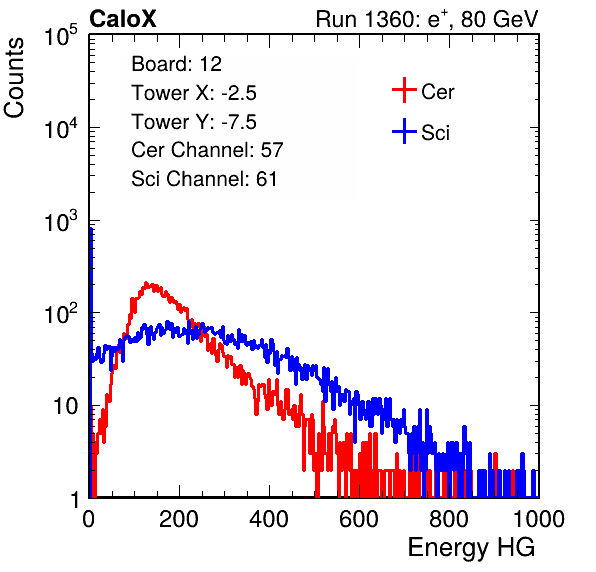 CaloX Run 1360: e⁺, 80 GeV
Board: 12
Tower X: -2.5
Tower Y: -7.5
Cer Channel: 57
Sci Channel: 61
Cer
Sci
Counts
10⁵
10⁴
10³
10²
10
1
0 200 400 600 800 1000
Energy HG